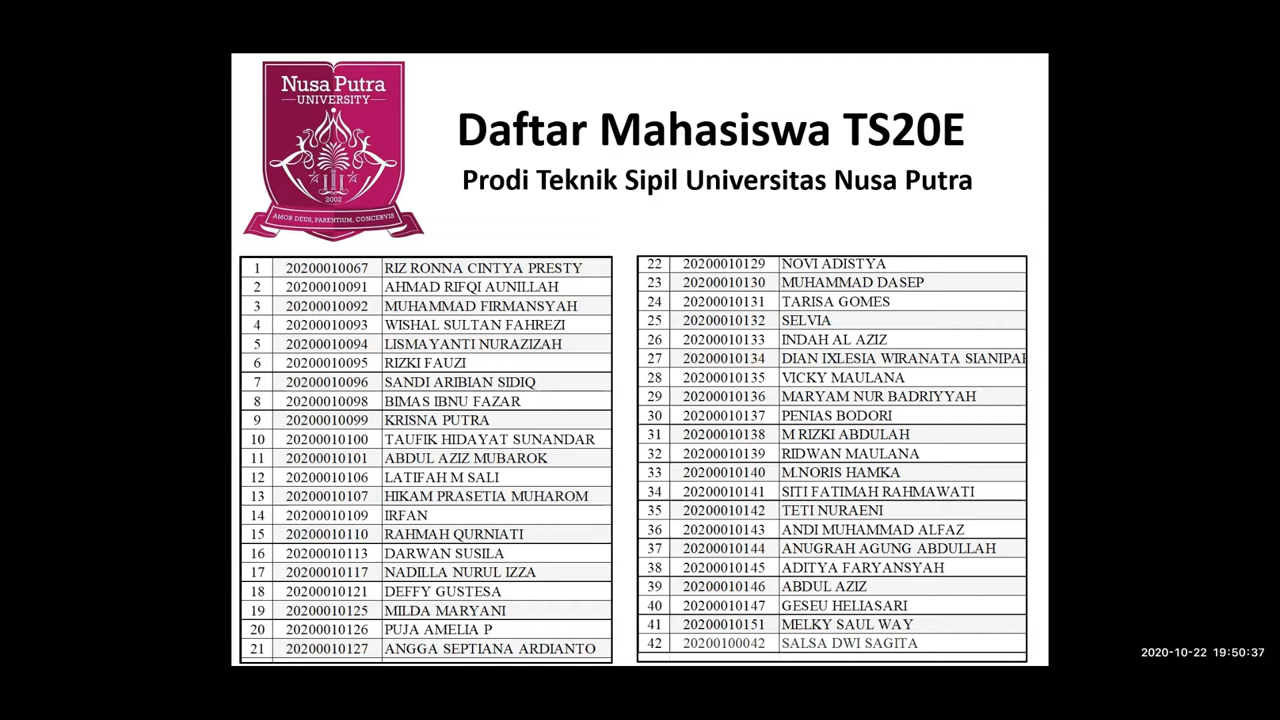 Nusa Putra
UNIVERSITY
2002
AMOR DEUS, PARENTIUM, CONCERVIS
Daftar Mahasiswa TS20E
Prodi Teknik Sipil Universitas Nusa Putra
1 20200010067 RIZ RONNA CINTYA PRESTY
2 20200010091 AHMAD RIFQI AUNILLAH
3 20200010092 MUHAMMAD FIRMANSYAH
4 20200010093 WISHAL SULTAN FAHREZI
5 20200010094 LISMAYANTI NURAZIZAH
6 20200010095 RIZKI FAUZI
7 20200010096 SANDI ARIBIAN SIDIQ
8 20200010098 BIMAS IBNU FAZAR
9 20200010099 KRISNA PUTRA
10 20200010100 TAUFIK HIDAYAT SUNANDAR
11 20200010101 ABDUL AZIZ MUBAROK
12 20200010106 LATIFAH M SALI
13 20200010107 HIKAM PRASETIA MUHAROM
14 20200010109 IRFAN
15 20200010110 RAHMAH QURNIATI
16 20200010113 DARWAN SUSILA
17 20200010117 NADILLA NURUL IZZA
18 20200010121 DEFFY GUSTESA
19 20200010125 MILDA MARYANI
20 20200010126 PUJA AMELIA P
21 20200010127 ANGGA SEPTIANA ARDIANTO
22 20200010129 NOVI ADISTYA
23 20200010130 MUHAMMAD DASEP
24 20200010131 TARISA GOMES
25 20200010132 SELVIA
26 20200010133 INDAH AL AZIZ
27 20200010134 DIAN IXLESIA WIRANATA SIANIPAR
28 20200010135 VICKY MAULANA
29 20200010136 MARYAM NUR BADRIYYAH
30 20200010137 PENIAS BODORI
31 20200010138 M RIZKI ABDULAH
32 20200010139 RIDWAN MAULANA
33 20200010140 M.NORIS HAMKA
34 20200010141 SITI FATIMAH RAHMAWATI
35 20200010142 TETI NURAENI
36 20200010143 ANDI MUHAMMAD ALFAZ
37 20200010144 ANUGRAH AGUNG ABDULLAH
38 20200010145 ADITYA FARYANSYAH
39 20200010146 ABDUL AZIZ
40 20200010147 GESEU HELIASARI
41 20200010151 MELKY SAUL WAY
42 20200100042 SALSA DWI SAGITA
2020-10-22 19:50:37